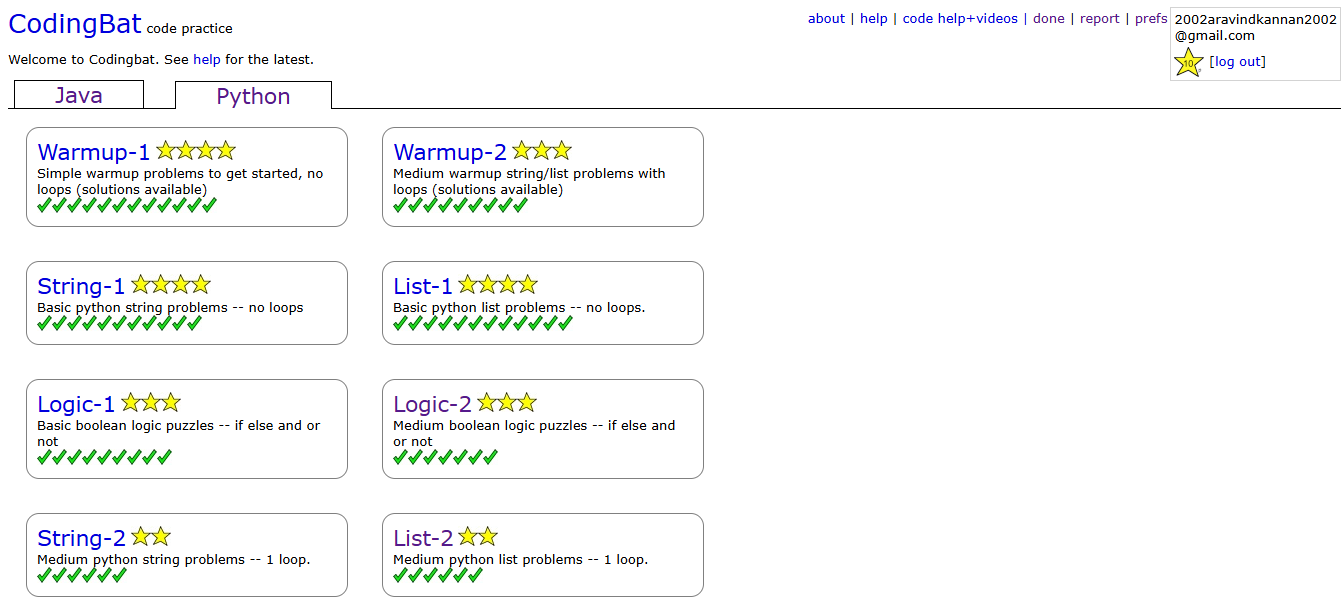 CodingBat code practice
about | help | code help+videos | done | report | prefs
2002aravindkannan2002
@gmail.com
10
[log out]
Welcome to Codingbat. See help for the latest.
Java
Python
Warmup-1
Simple warmup problems to get started, no
loops (solutions available)
Warmup-2
Medium warmup string/list problems with
loops (solutions available)
String-1
Basic python string problems -- no loops
List-1
Basic python list problems -- no loops.
Logic-1
Basic boolean logic puzzles -- if else and or
not
Logic-2
Medium boolean logic puzzles -- if else and
or not
String-2
Medium python string problems -- 1 loop.
List-2
Medium python list problems -- 1 loop.